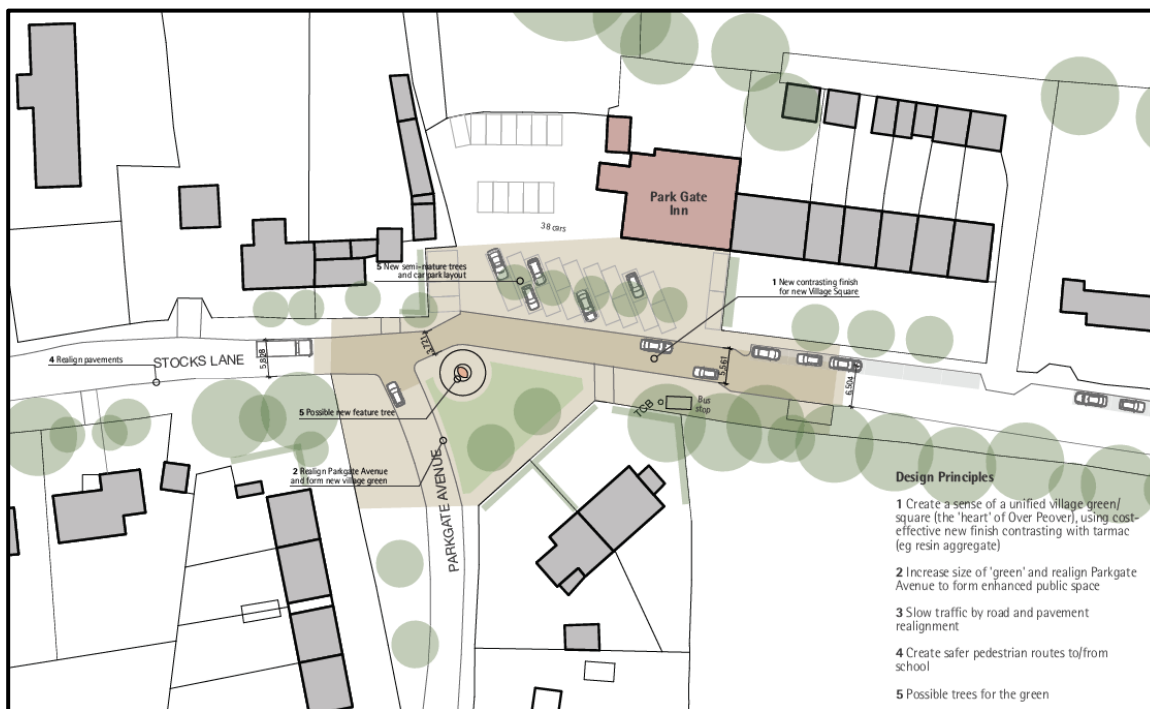 Park Gate
Inn
38 cars
5 New semi-mature trees
and car park layout
1 New contrasting finish
for new Village Square
4 Realign pavements
STOCKS LANE
5,828
3,721
5,561
6,504
5 Possible new feature tree
TCB
Bus
stop
2 Realign Parkgate Avenue
and form new village green
PARKGATE AVENUE
Design Principles
1 Create a sense of a unified village green/
square (the 'heart' of Over Peover), using cost-
effective new finish contrasting with tarmac
(eg resin aggregate)
2 Increase size of 'green' and realign Parkgate
Avenue to form enhanced public space
3 Slow traffic by road and pavement
realignment
4 Create safer pedestrian routes to/from
school
5 Possible trees for the green